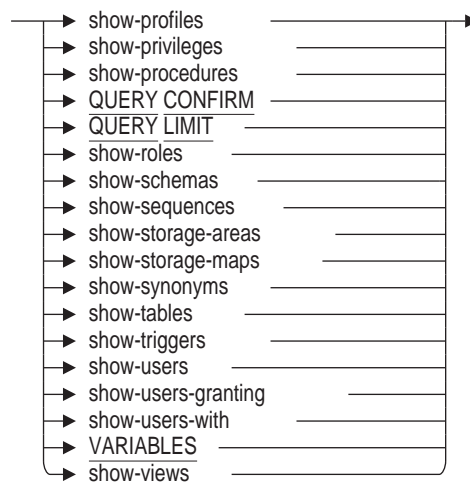 show-profiles
show-privileges
show-procedures
QUERY CONFIRM
QUERY LIMIT
show-roles
show-schemas
show-sequences
show-storage-areas
show-storage-maps
show-synonyms
show-tables
show-triggers
show-users
show-users-granting
show-users-with
VARIABLES
show-views